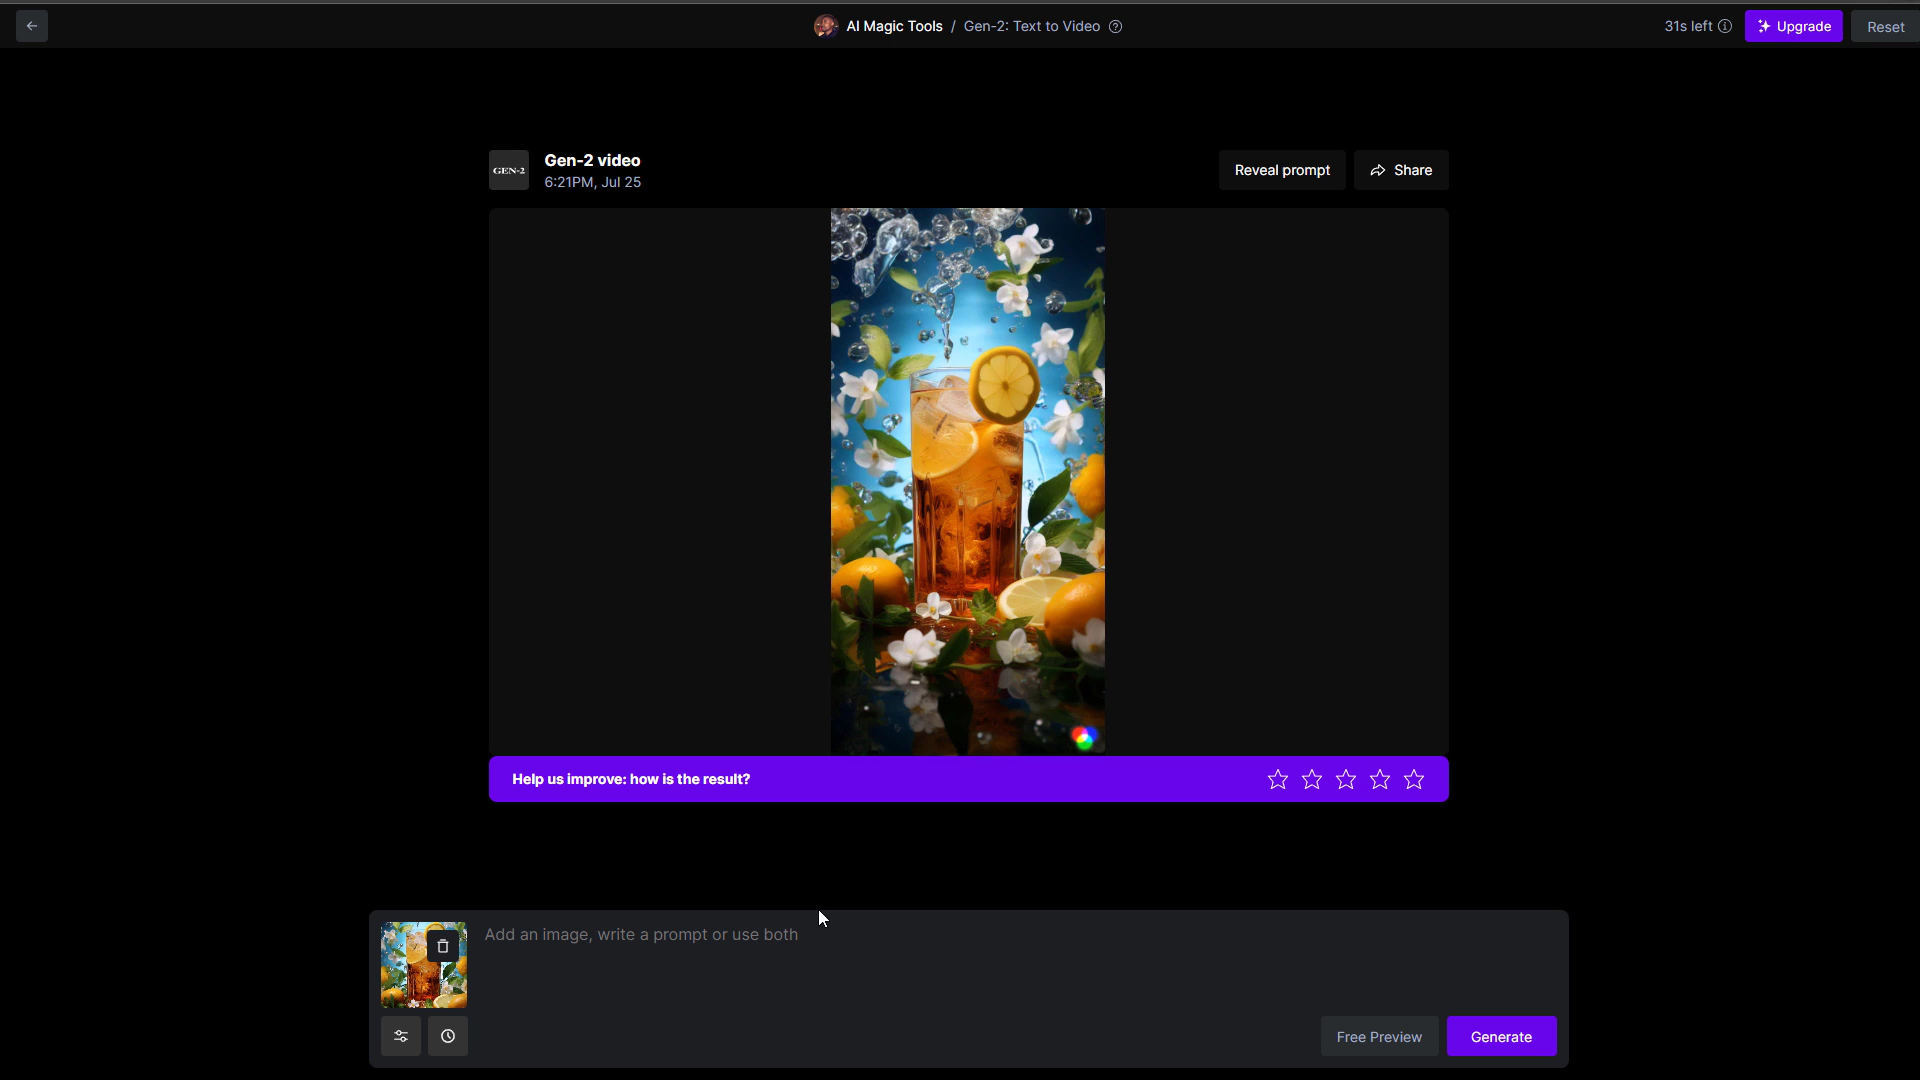 AI Magic Tools / Gen-2: Text to Video
31s left
Upgrade
Reset
GEN-2
Gen-2 video
6:21PM, Jul 25
Reveal prompt
Share
Help us improve: how is the result?
Add an image, write a prompt or use both
Free Preview
Generate